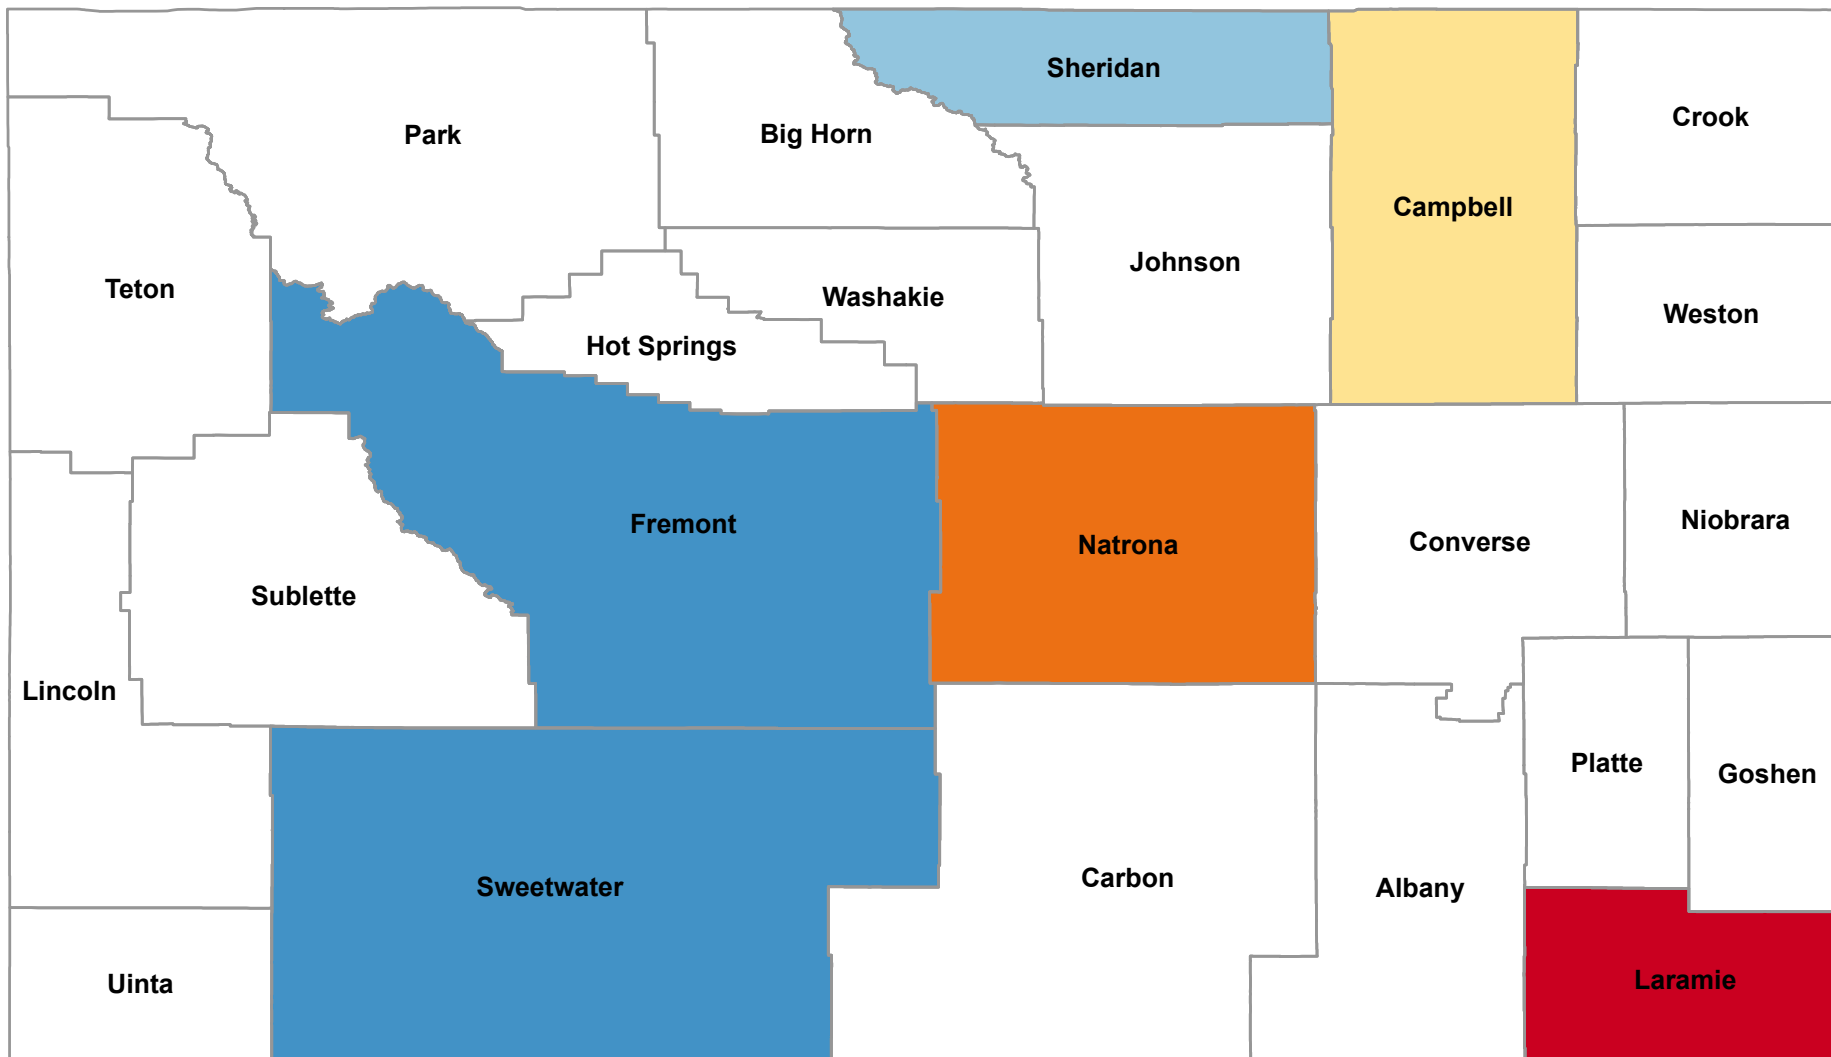 Sheridan
Crook
Park
Big Horn
Campbell
Johnson
Teton
Washakie
Weston
Hot Springs
Niobrara
Fremont
Converse
Natrona
Sublette
Lincoln
Platte
Goshen
Carbon
Sweetwater
Albany
Laramie
Uinta